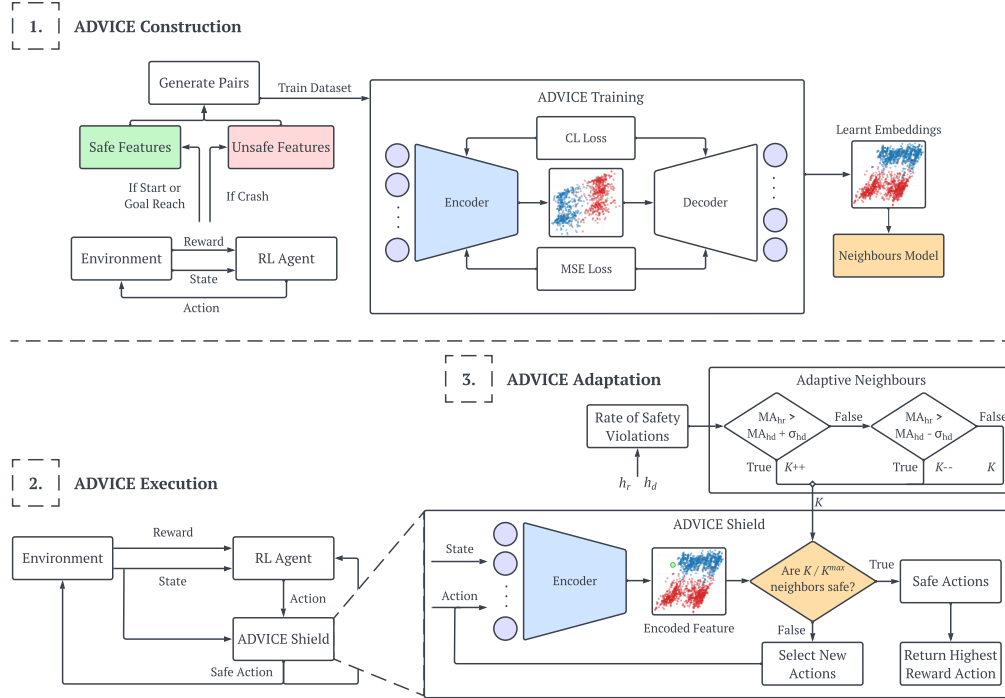 1. ADVICE Construction
Generate Pairs
Train Dataset
Safe Features
Unsafe Features
If Start or
Goal Reach
If Crash
Environment
Reward
State
RL Agent
Action
ADVICE Training
CL Loss
Encoder
Decoder
MSE Loss
Learnt Embeddings
Neighbours Model
3. ADVICE Adaptation
Rate of Safety
Violations
h_r h_d
Adaptive Neighbours
MA_hr >
MA_hd + σ_hd
False
MA_hr >
MA_hd - σ_hd
False
True
K++
True
K--
K
K
2. ADVICE Execution
Environment
Reward
State
RL Agent
Action
ADVICE Shield
Safe Action
ADVICE Shield
State
Action
Encoder
Encoded Feature
Are K / K^max
neighbors safe?
True
Safe Actions
False
Select New
Actions
Return Highest
Reward Action